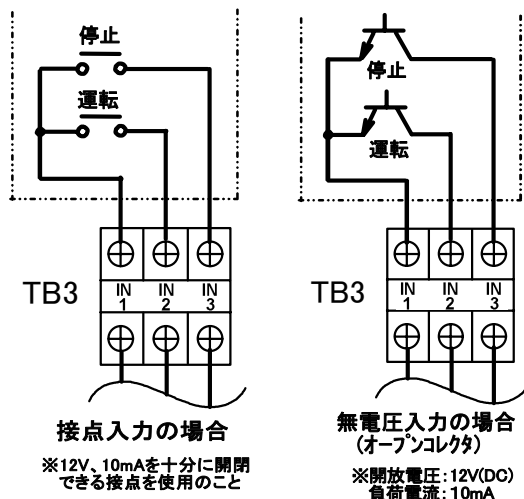 停止
運転
TB3
IN 1
IN 2
IN 3
接点入力の場合
※12V、10mAを十分に開閉
できる接点を使用のこと
停止
運転
TB3
IN 1
IN 2
IN 3
無電圧入力の場合
(オープンコレクタ)
※開放電圧:12V(DC)
負荷電流:10mA